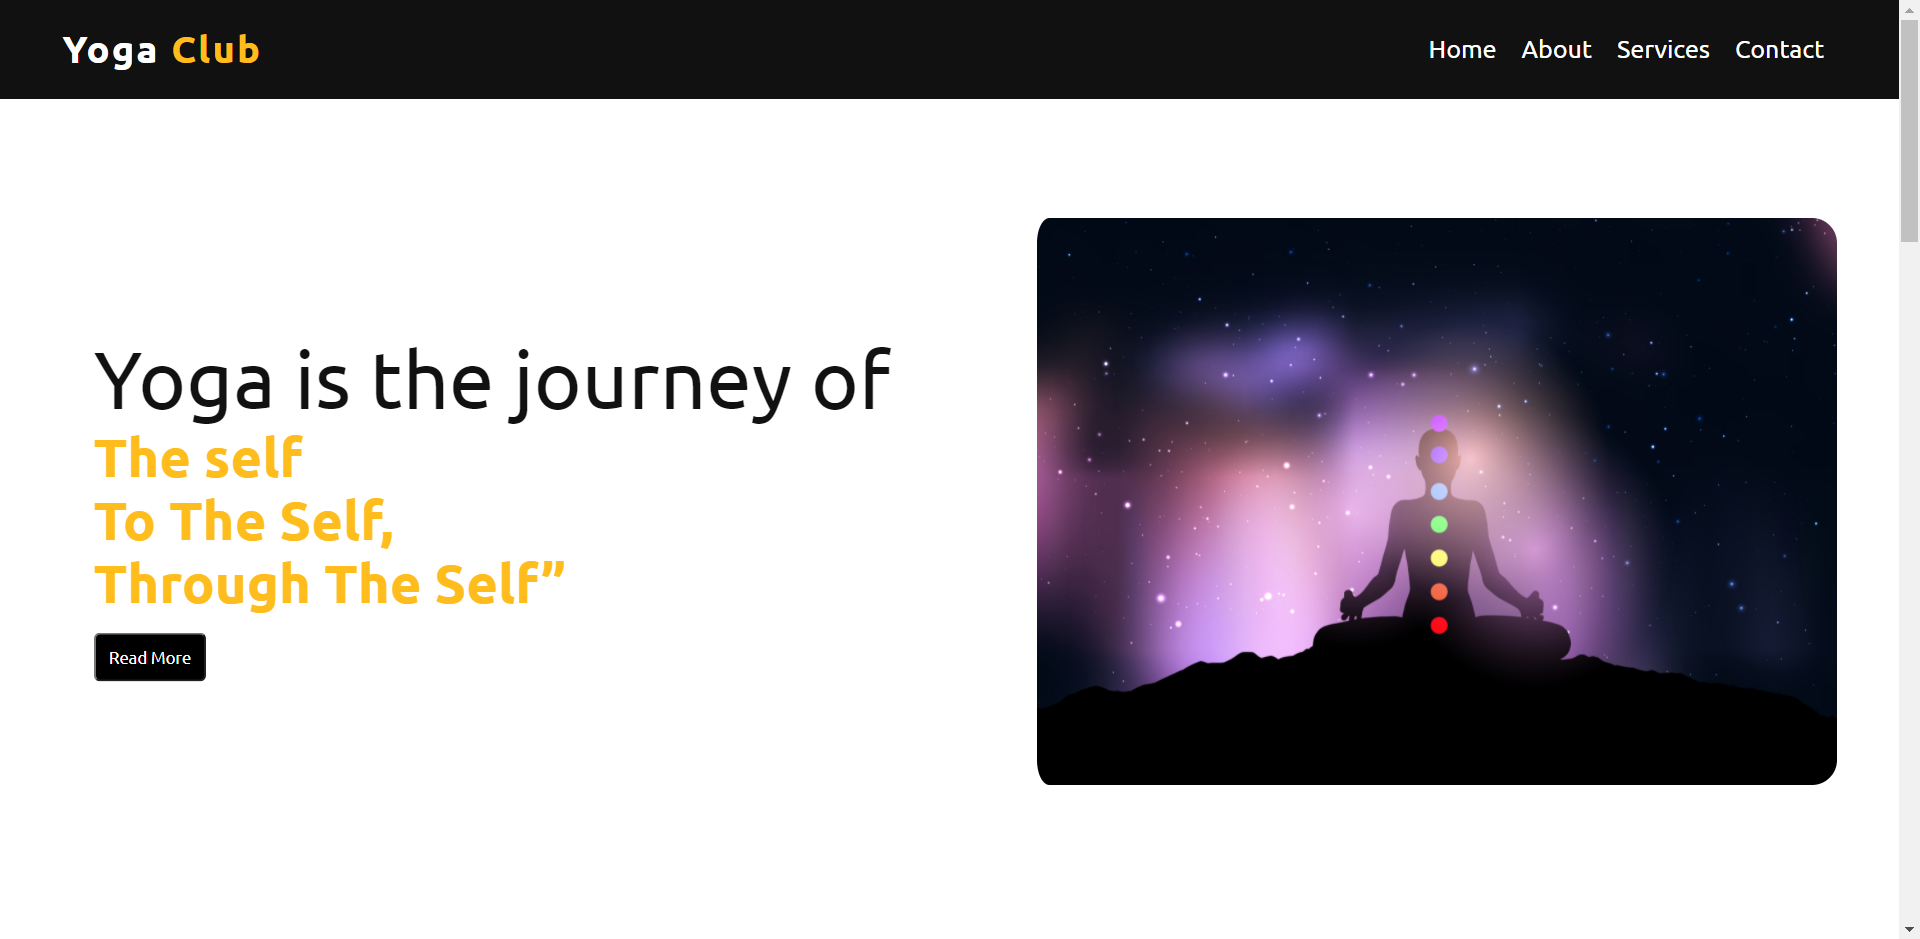 Yoga Club
Home About Services Contact
Yoga is the journey of
The self
To The Self,
Through The Self”
Read More